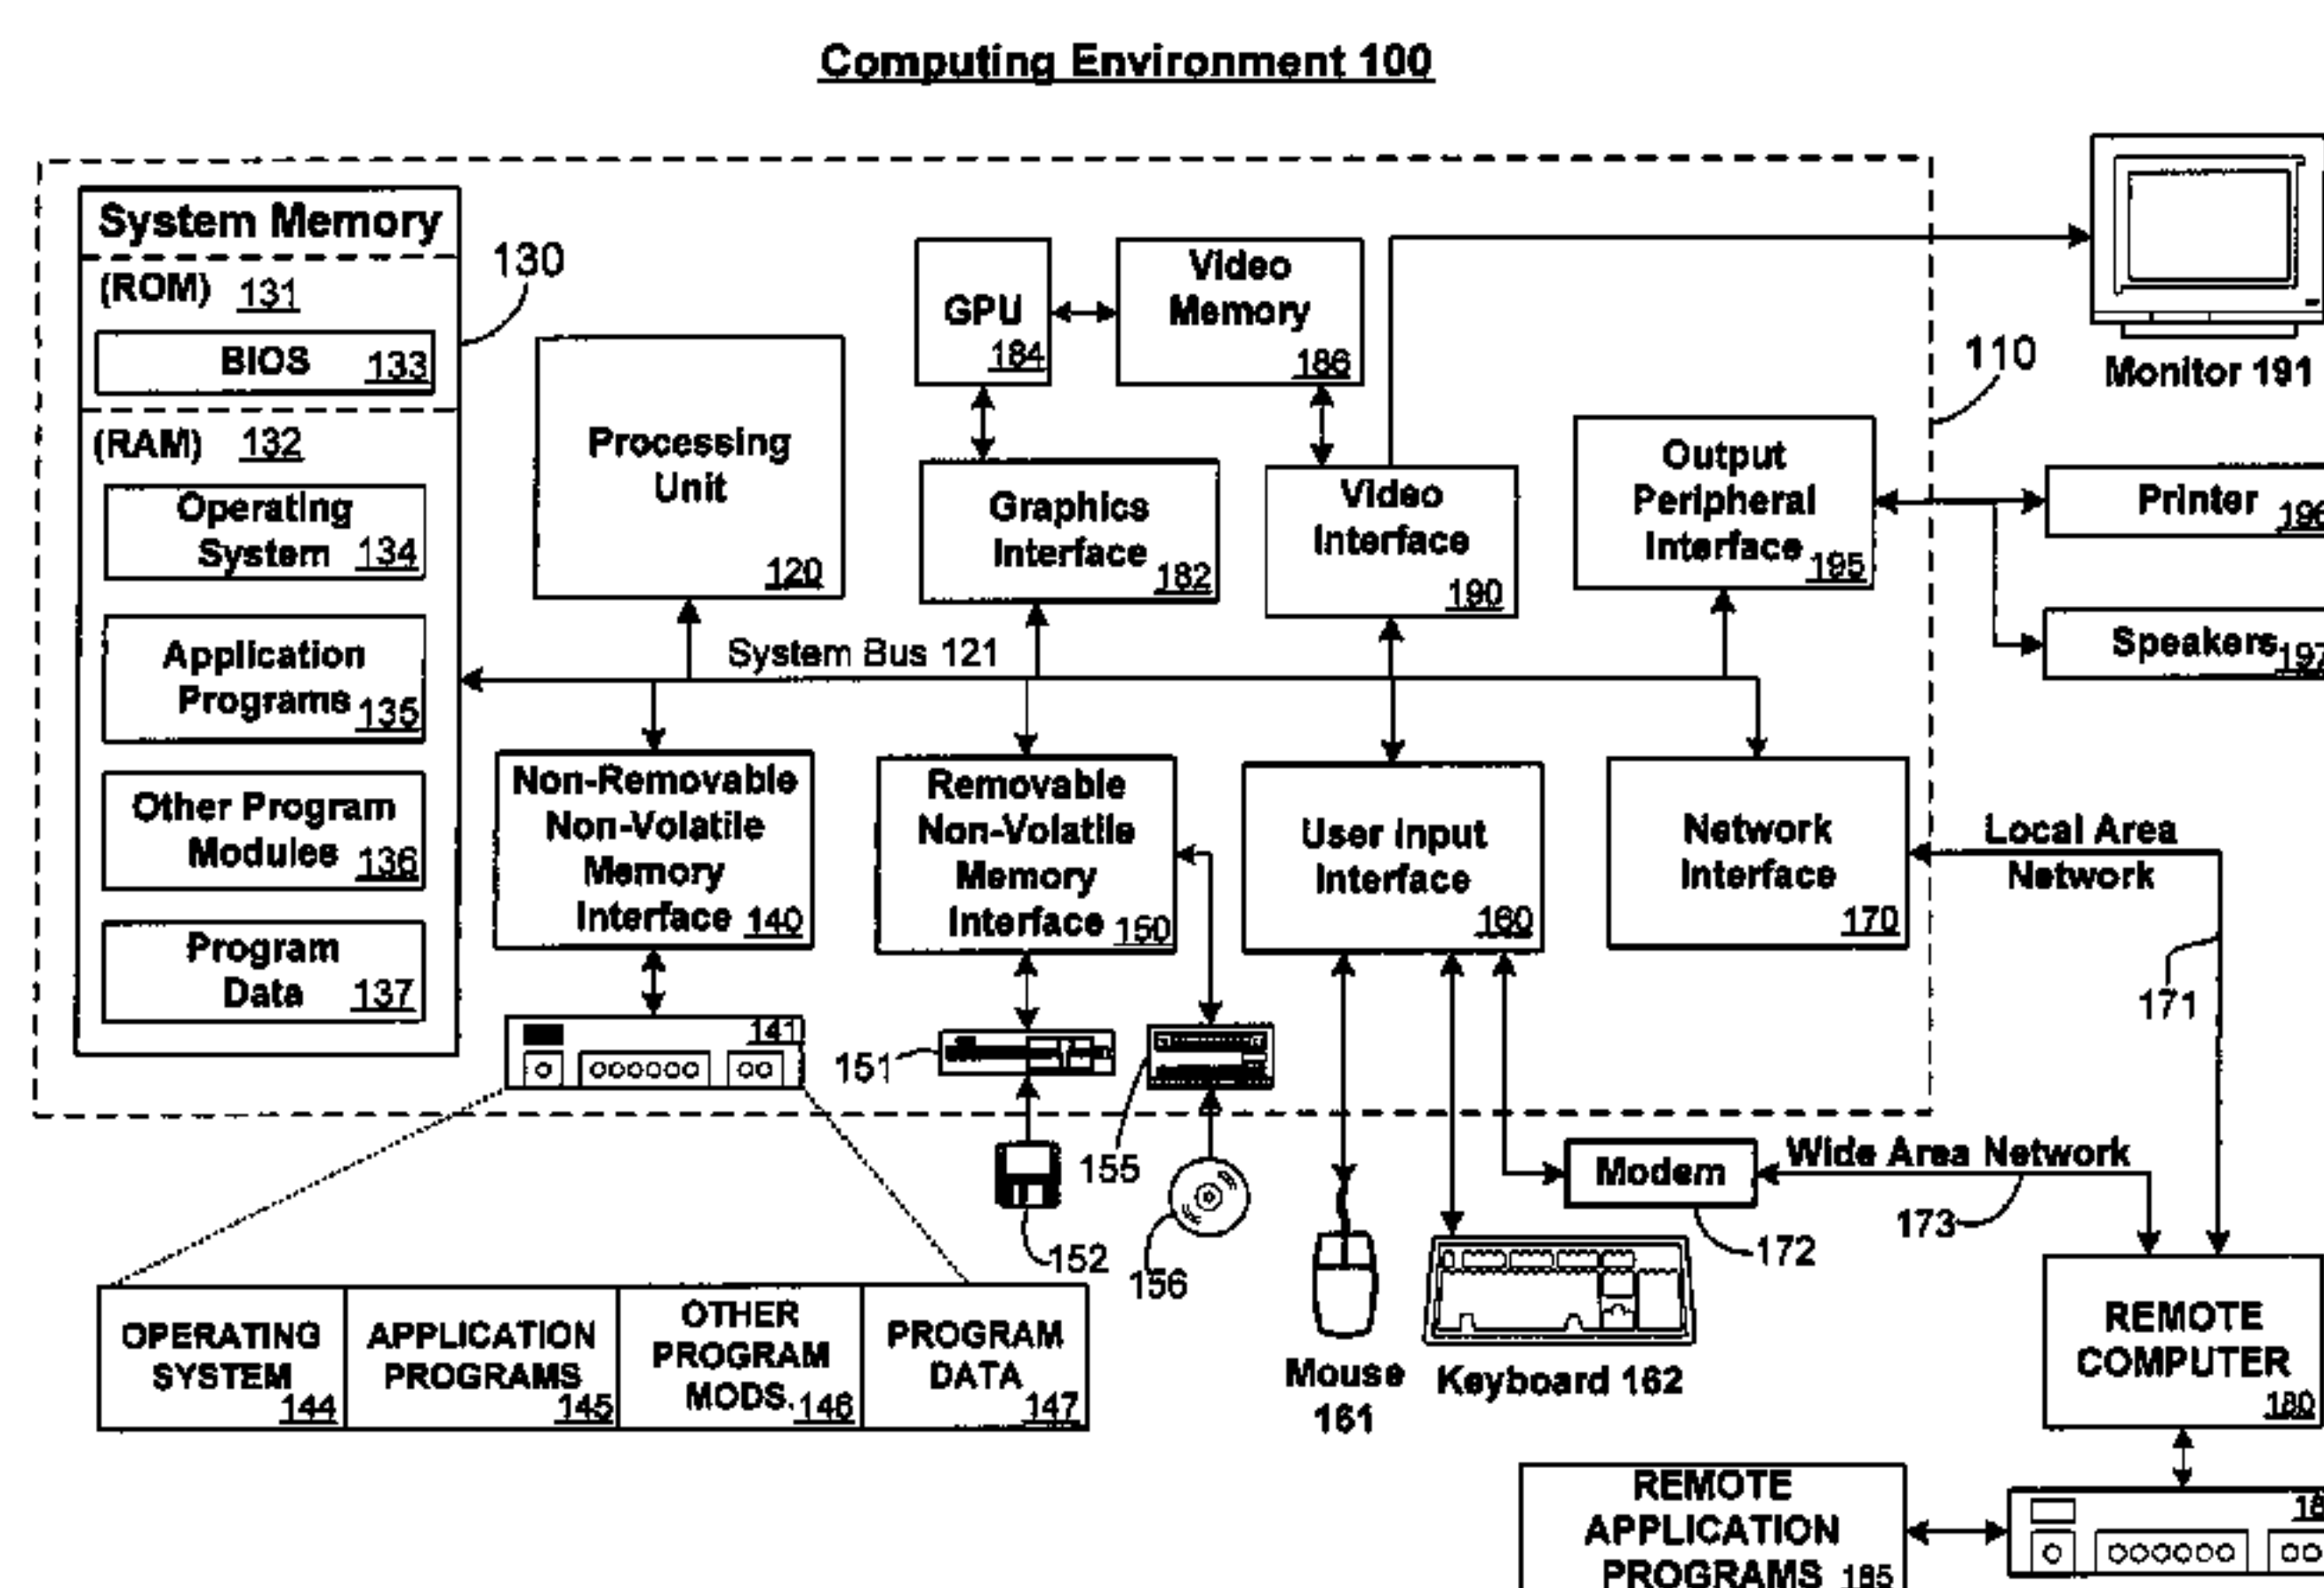 Computing Environment 100
System Memory
(ROM) 131
BIOS 133
(RAM) 132
Operating
System 134
Application
Programs 135
Other Program
Modules 136
Program
Data 137
130
Processing
Unit
120
GPU
184
Video
Memory
186
Graphics
Interface
182
Video
Interface
190
Output
Peripheral
Interface 195
110
Monitor 191
Printer
Speakers
System Bus 121
Non-Removable
Non-Volatile
Memory
Interface 140
Removable
Non-Volatile
Memory
Interface 150
User Input
Interface
160
Network
Interface
170
Local Area
Network
171
141
151
155
152
156
Modem
172
Wide Area Network
173
OPERATING
SYSTEM
144
APPLICATION
PROGRAMS
145
OTHER
PROGRAM
MODS. 146
PROGRAM
DATA
147
Mouse
161
Keyboard 162
REMOTE
COMPUTER
180
REMOTE
APPLICATION
PROGRAMS 185